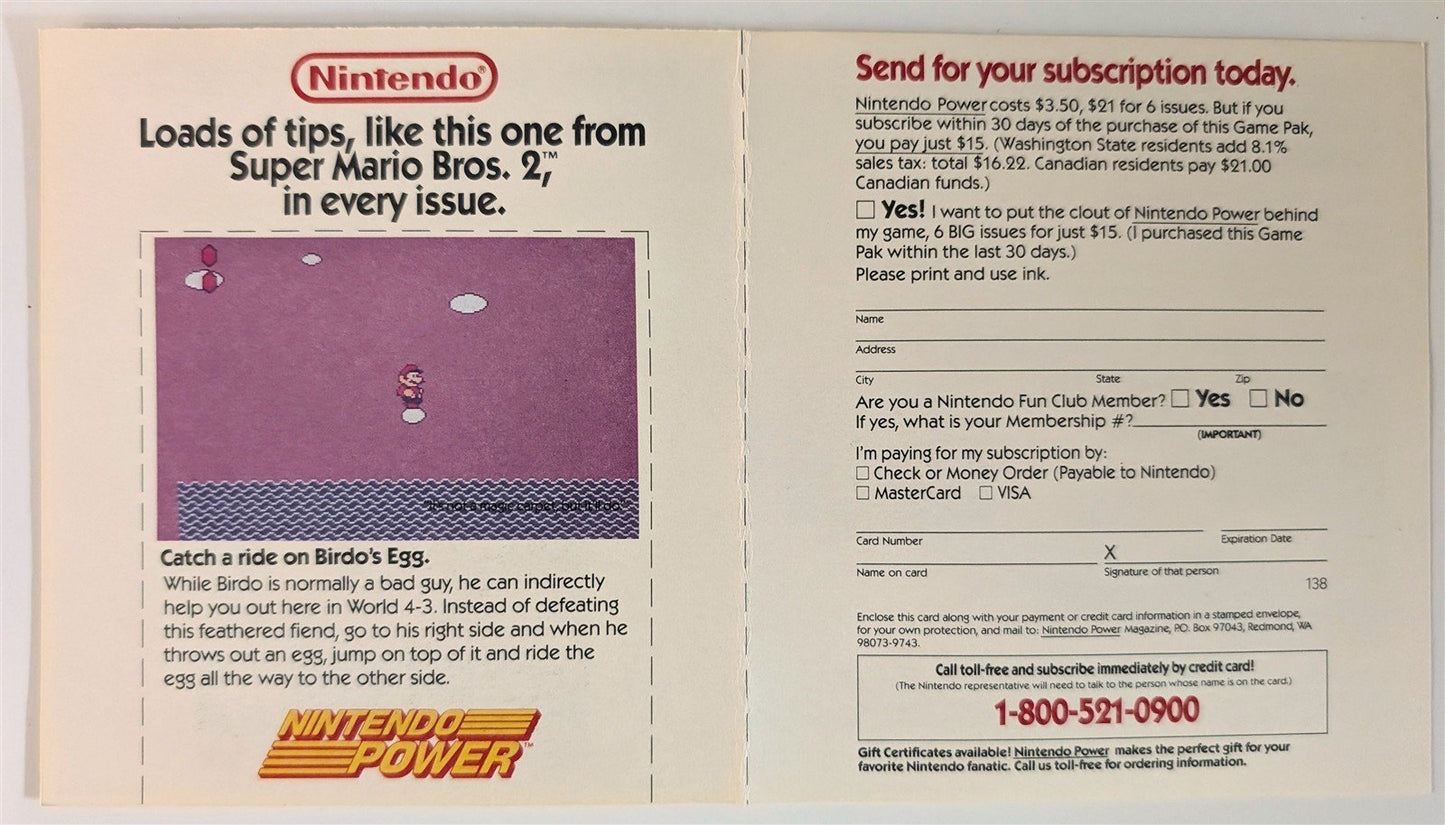 Nintendo®
Loads of tips, like this one from
Super Mario Bros. 2,™
in every issue.
"It's not a magic carpet, but it'll do."
Catch a ride on Birdo's Egg.
While Birdo is normally a bad guy, he can indirectly
help you out here in World 4-3. Instead of defeating
this feathered fiend, go to his right side and when he
throws out an egg, jump on top of it and ride the
egg all the way to the other side.
NINTENDO
POWER™
Send for your subscription today.
Nintendo Power costs $3.50, $21 for 6 issues. But if you
subscribe within 30 days of the purchase of this Game Pak,
you pay just $15. (Washington State residents add 8.1%
sales tax: total $16.22. Canadian residents pay $21.00
Canadian funds.)
Yes! I want to put the clout of Nintendo Power behind
my game, 6 BIG issues for just $15. (I purchased this Game
Pak within the last 30 days.)
Please print and use ink.
Name
Address
City State Zip
Are you a Nintendo Fun Club Member? Yes No
If yes, what is your Membership #?
(IMPORTANT)
I'm paying for my subscription by:
Check or Money Order (Payable to Nintendo)
MasterCard VISA
Card Number Expiration Date
X
Name on card Signature of that person
138
Enclose this card along with your payment or credit card information in a stamped envelope,
for your own protection, and mail to: Nintendo Power Magazine, P.O. Box 97043, Redmond, WA
98073-9743.
Call toll-free and subscribe immediately by credit card!
(The Nintendo representative will need to talk to the person whose name is on the card.)
1-800-521-0900
Gift Certificates available! Nintendo Power makes the perfect gift for your
favorite Nintendo fanatic. Call us toll-free for ordering information.